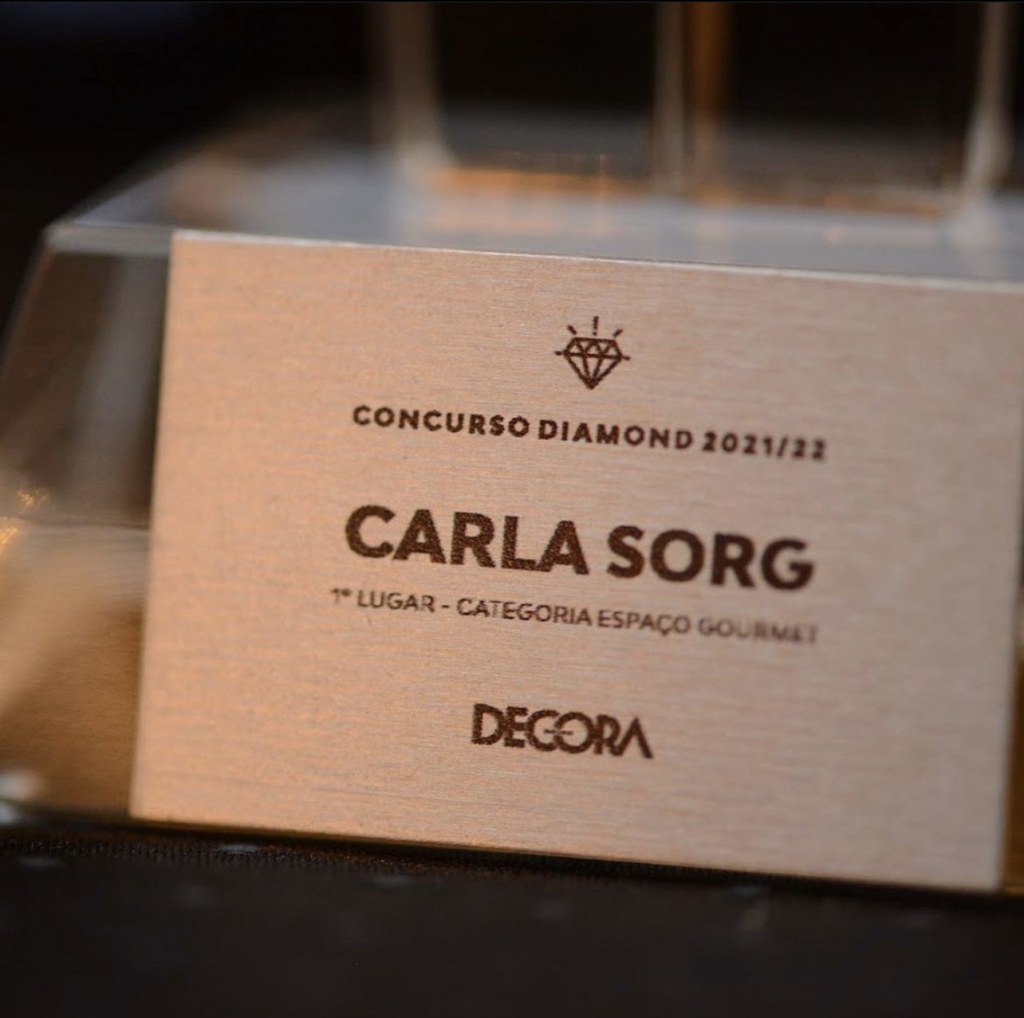 CONCURSO DIAMOND 2021/22
CARLA SORG
1º LUGAR - CATEGORIA ESPAÇO GOURMET
DECORA